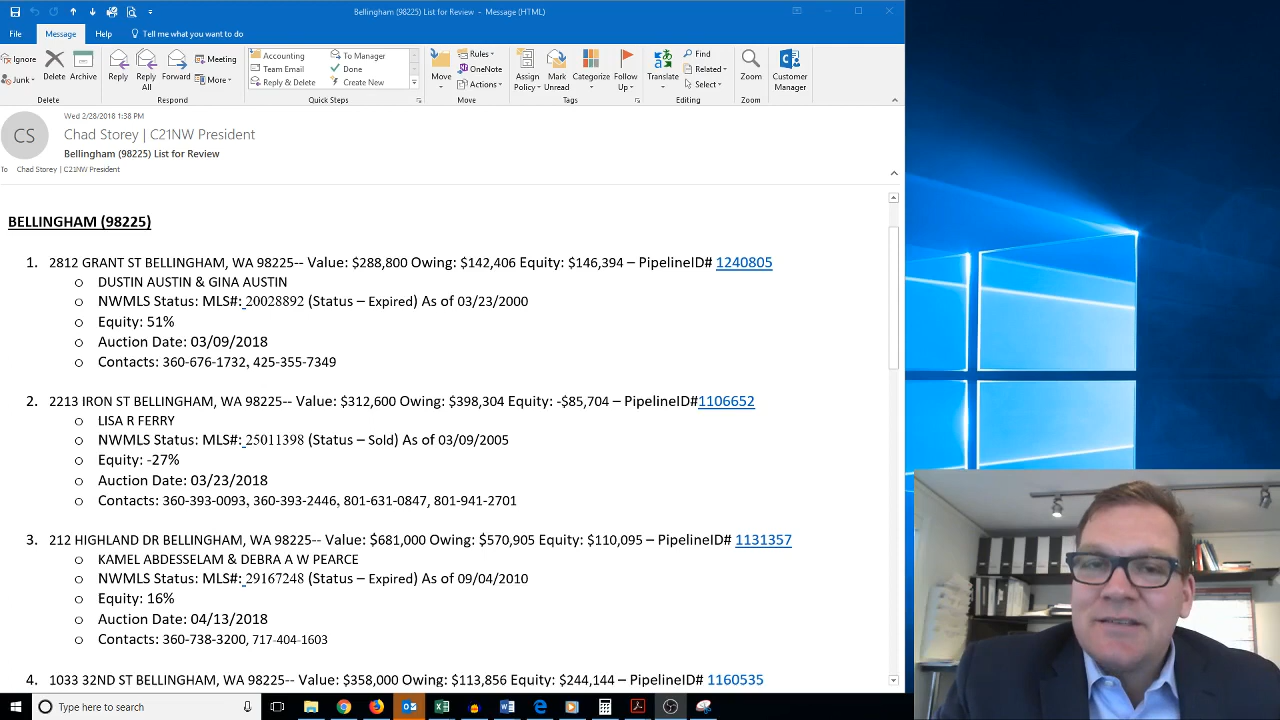 Bellingham (98225) List for Review - Message (HTML)
File Message Help Tell me what you want to do
Ignore
Junk
Delete
Archive
Reply
Reply All
Forward
Meeting
More
Accounting
Team Email
Reply & Delete
To Manager
Done
Create New
Move
Rules
OneNote
Actions
Assign Policy
Mark Unread
Categorize
Follow Up
Translate
Find
Related
Select
Zoom
Customer Manager
Delete Respond Quick Steps Move Tags Editing Zoom
Wed 2/28/2018 1:38 PM
CS
Chad Storey | C21NW President
Bellingham (98225) List for Review
To Chad Storey | C21NW President
BELLINGHAM (98225)
1. 2812 GRANT ST BELLINGHAM, WA 98225-- Value: $288,800 Owing: $142,406 Equity: $146,394 – PipelineID# 1240805
o DUSTIN AUSTIN & GINA AUSTIN
o NWMLS Status: MLS#: 20028892 (Status – Expired) As of 03/23/2000
o Equity: 51%
o Auction Date: 03/09/2018
o Contacts: 360-676-1732, 425-355-7349
2. 2213 IRON ST BELLINGHAM, WA 98225-- Value: $312,600 Owing: $398,304 Equity: -$85,704 – PipelineID#1106652
o LISA R FERRY
o NWMLS Status: MLS#: 25011398 (Status – Sold) As of 03/09/2005
o Equity: -27%
o Auction Date: 03/23/2018
o Contacts: 360-393-0093, 360-393-2446, 801-631-0847, 801-941-2701
3. 212 HIGHLAND DR BELLINGHAM, WA 98225-- Value: $681,000 Owing: $570,905 Equity: $110,095 – PipelineID# 1131357
o KAMEL ABDESSELAM & DEBRA A W PEARCE
o NWMLS Status: MLS#: 29167248 (Status – Expired) As of 09/04/2010
o Equity: 16%
o Auction Date: 04/13/2018
o Contacts: 360-738-3200, 717-404-1603
4. 1033 32ND ST BELLINGHAM, WA 98225-- Value: $358,000 Owing: $113,856 Equity: $244,144 – PipelineID# 1160535
Type here to search